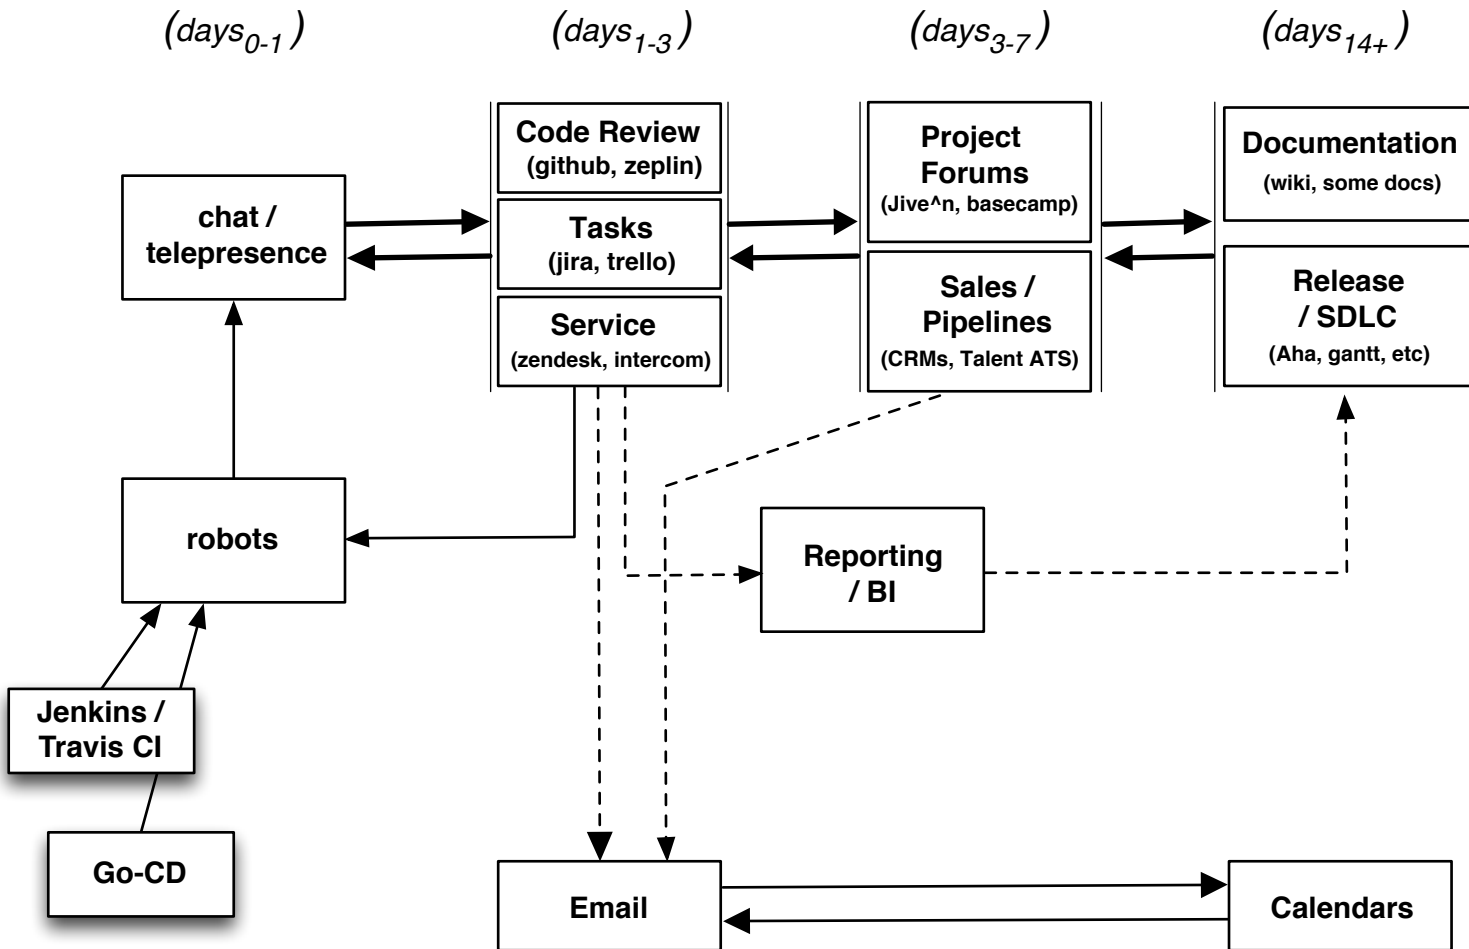 (days0-1)
(days1-3)
(days3-7)
(days14+)
Code Review
(github, zeplin)
Project
Forums
(Jive^n, basecamp)
Documentation
(wiki, some docs)
chat /
telepresence
Tasks
(jira, trello)
Service
(zendesk, intercom)
Sales /
Pipelines
(CRMs, Talent ATS)
Release
/ SDLC
(Aha, gantt, etc)
robots
Reporting
/ BI
Jenkins /
Travis CI
Go-CD
Email
Calendars